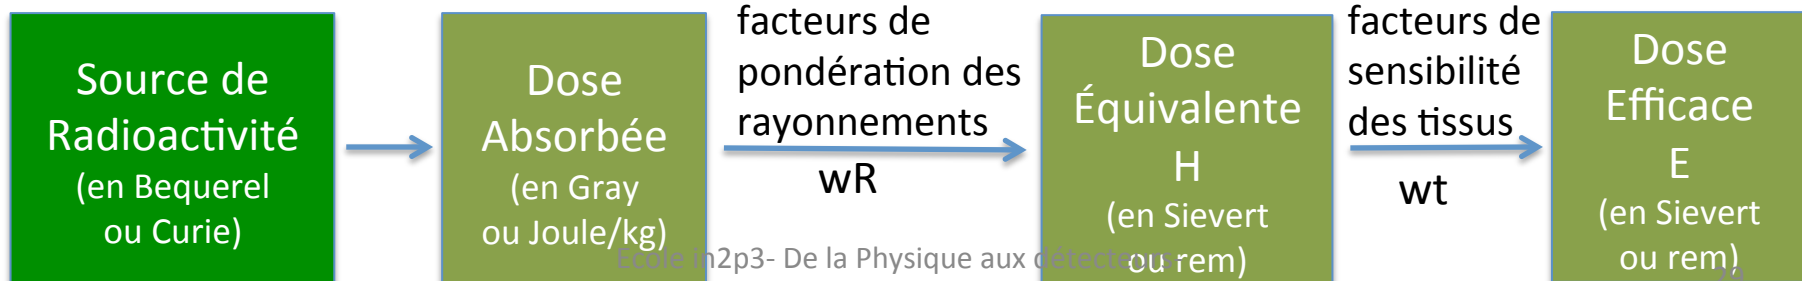 Source de
Radioactivité
(en Bequerel
ou Curie)
Dose
Absorbée
(en Gray
ou Joule/kg)
facteurs de
pondération des
rayonnements
wR
Dose
Équivalente
H
(en Sievert
ou rem)
facteurs de
sensibilité
des tissus
wt
Dose
Efficace
E
(en Sievert
ou rem)
Ecole in2p3- De la Physique aux détecteurs-
29